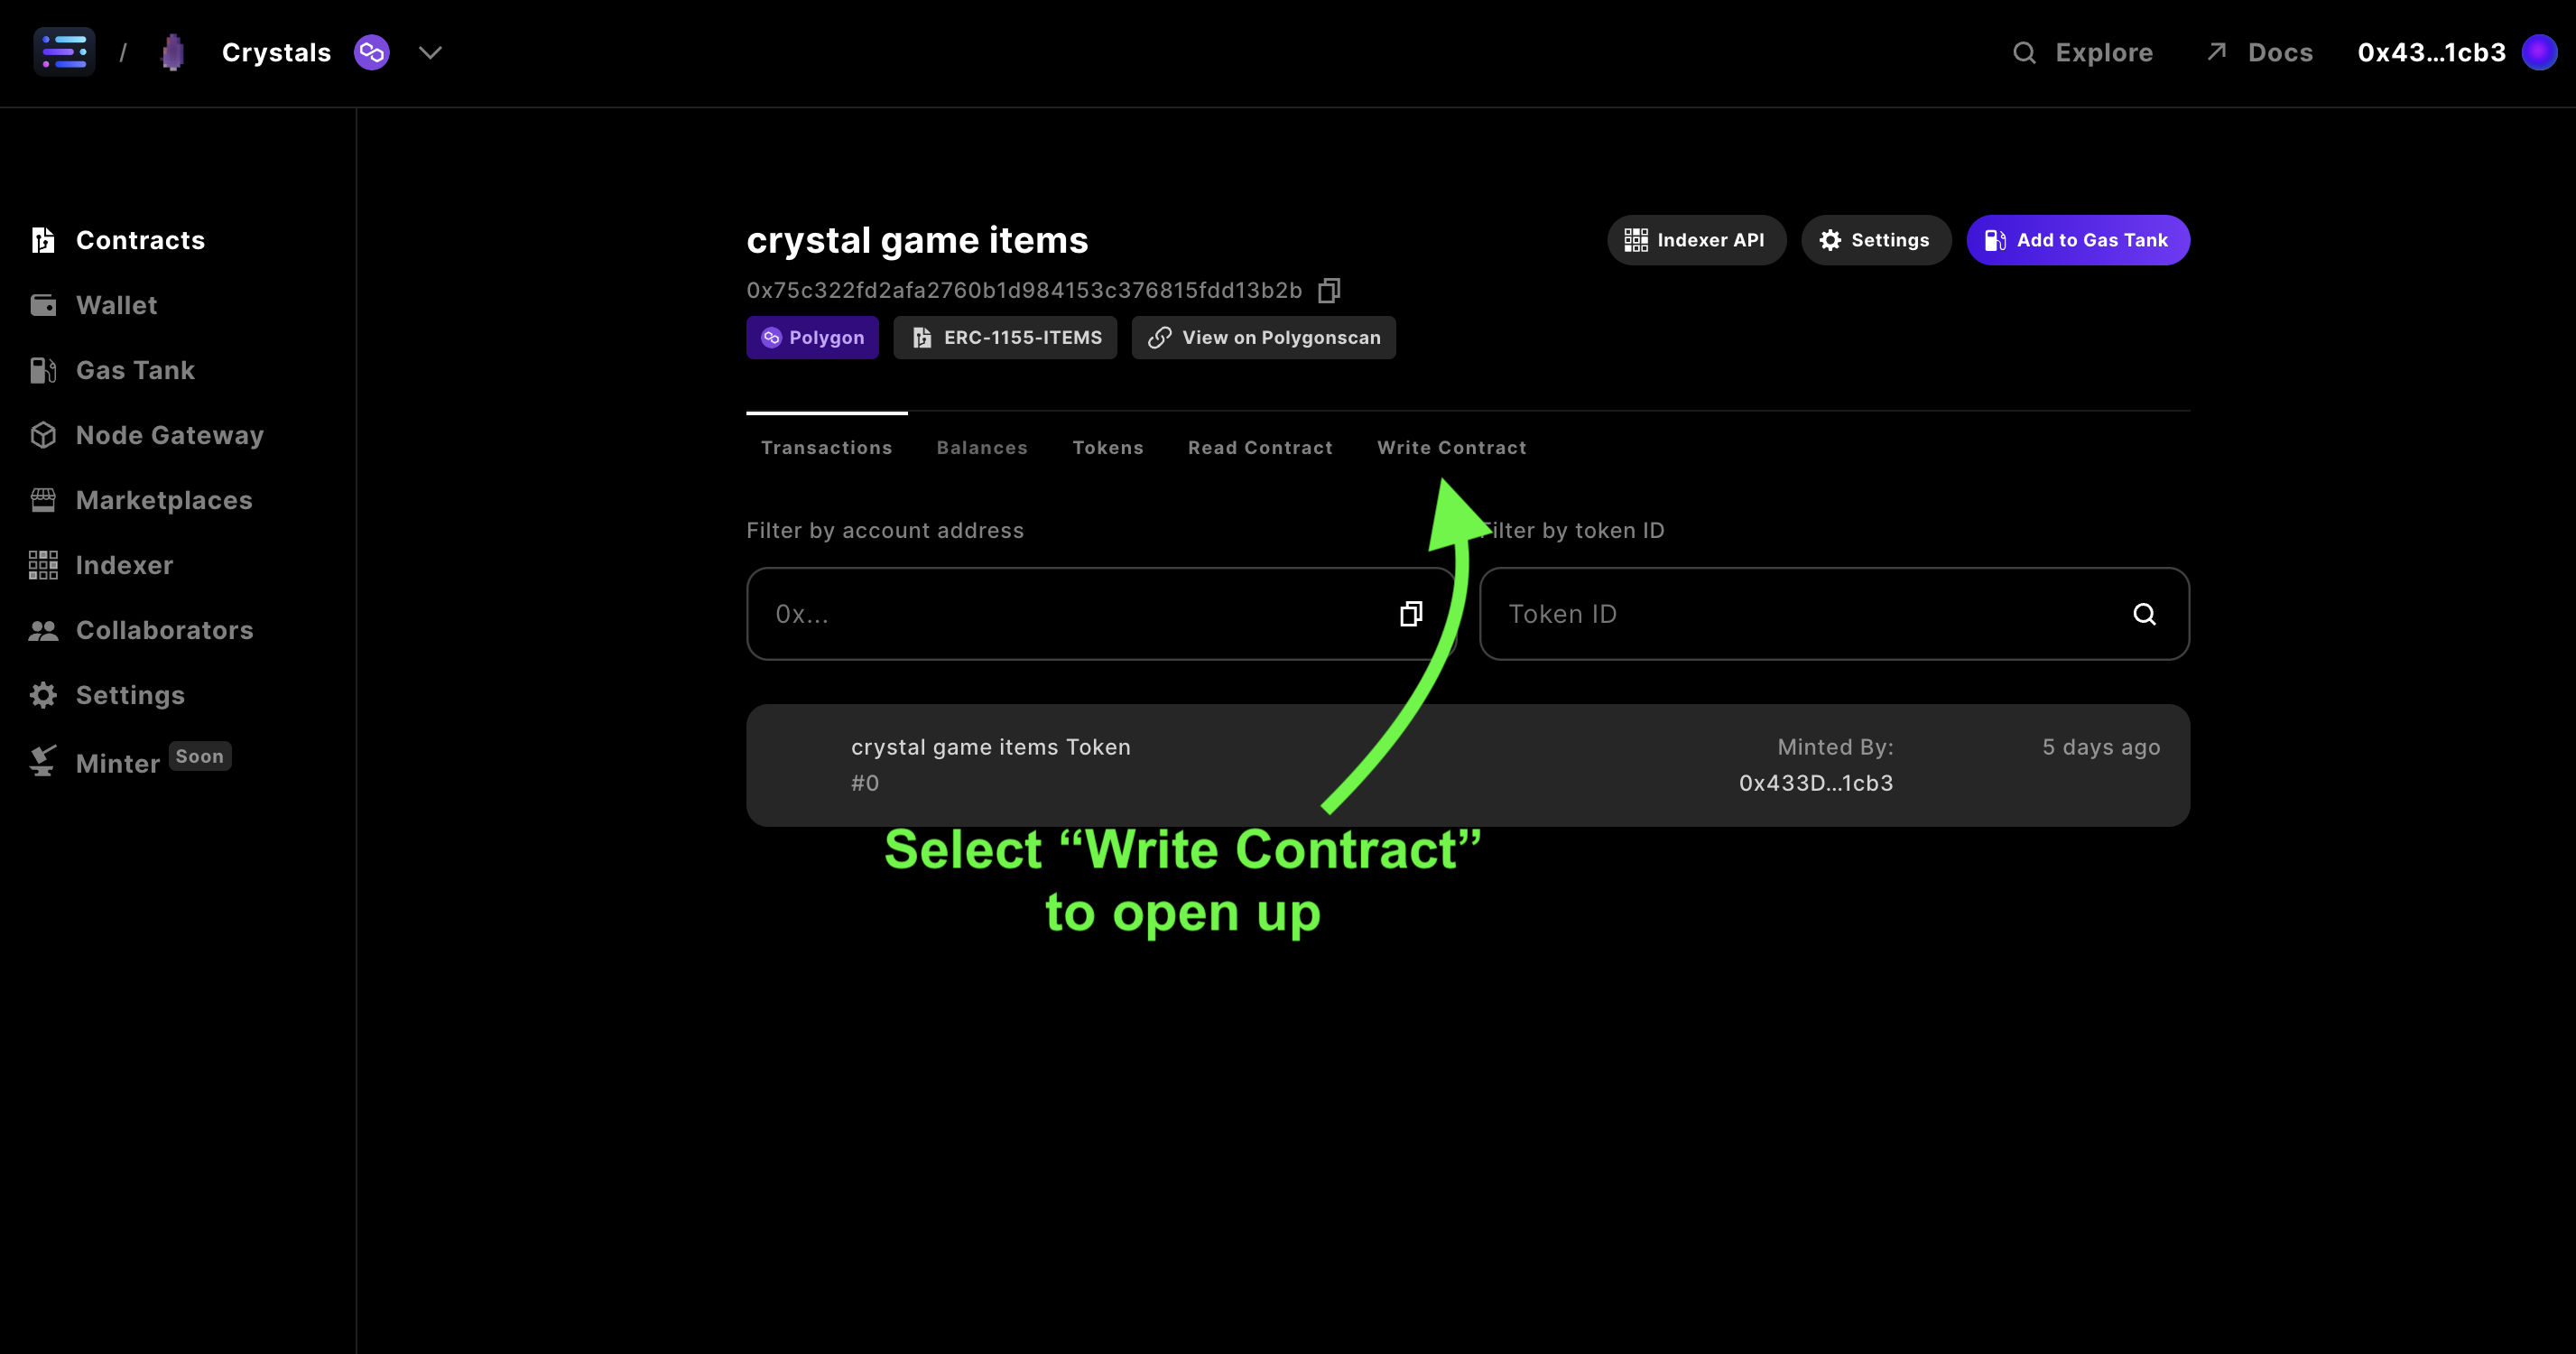 / Crystals
Explore
Docs
0x43...1cb3
Contracts
Wallet
Gas Tank
Node Gateway
Marketplaces
Indexer
Collaborators
Settings
Minter Soon
crystal game items
Indexer API
Settings
Add to Gas Tank
0x75c322fd2afa2760b1d984153c376815fdd13b2b
Polygon
ERC-1155-ITEMS
View on Polygonscan
Transactions
Balances
Tokens
Read Contract
Write Contract
Filter by account address
Filter by token ID
0x...
Token ID
crystal game items Token
#0
Minted By:
0x433D...1cb3
5 days ago
Select “Write Contract”
to open up